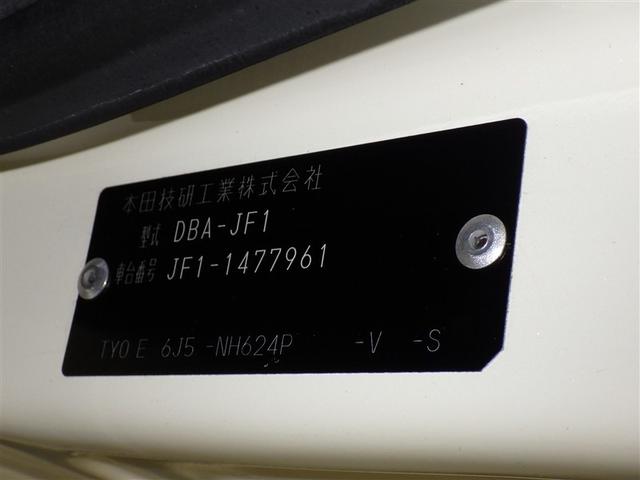 本田技研工業株式会社
型式 DBA-JF1
車台番号 JF1-1477961
TYO E 6J5 -NH624P -V -S